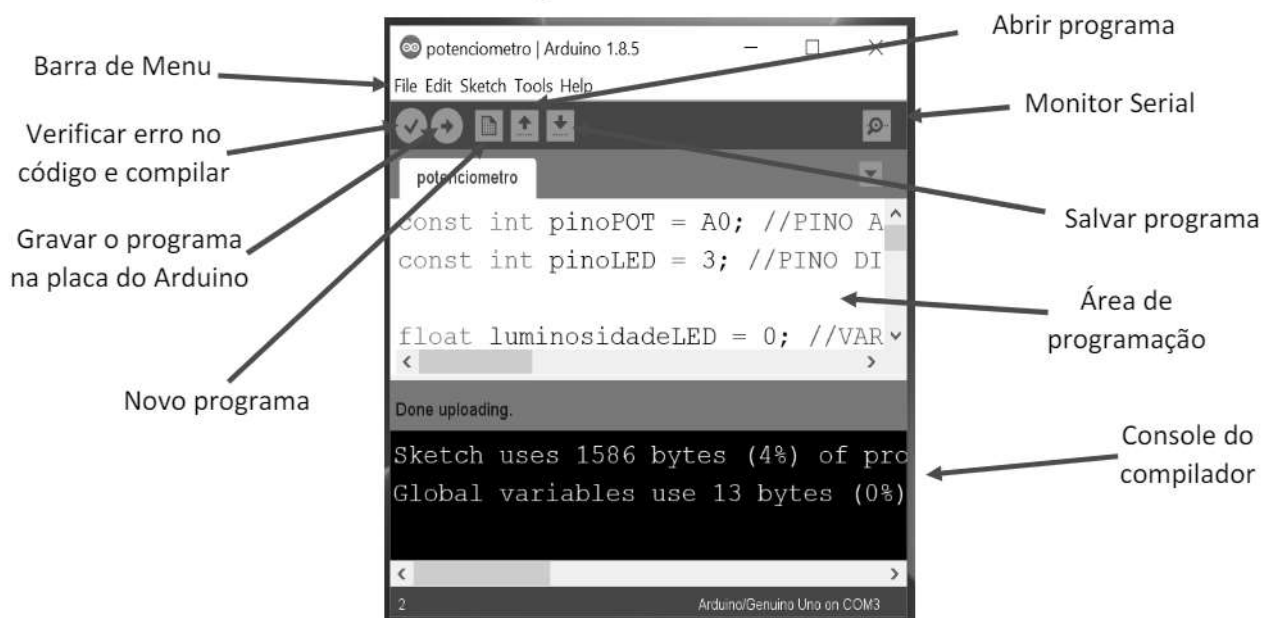 Abrir programa
potenciometro | Arduino 1.8.5
Barra de Menu
File Edit Sketch Tools Help
Monitor Serial
Verificar erro no
código e compilar
potenciometro
const int pinoPOT = A0; //PINO A
Salvar programa
Gravar o programa
na placa do Arduino
const int pinoLED = 3; //PINO DI
Área de
programação
float luminosidadeLED = 0; //VAR
Novo programa
Done uploading.
Sketch uses 1586 bytes (4%) of pro
Global variables use 13 bytes (0%)
Console do
compilador
2
Arduino/Genuino Uno on COM3